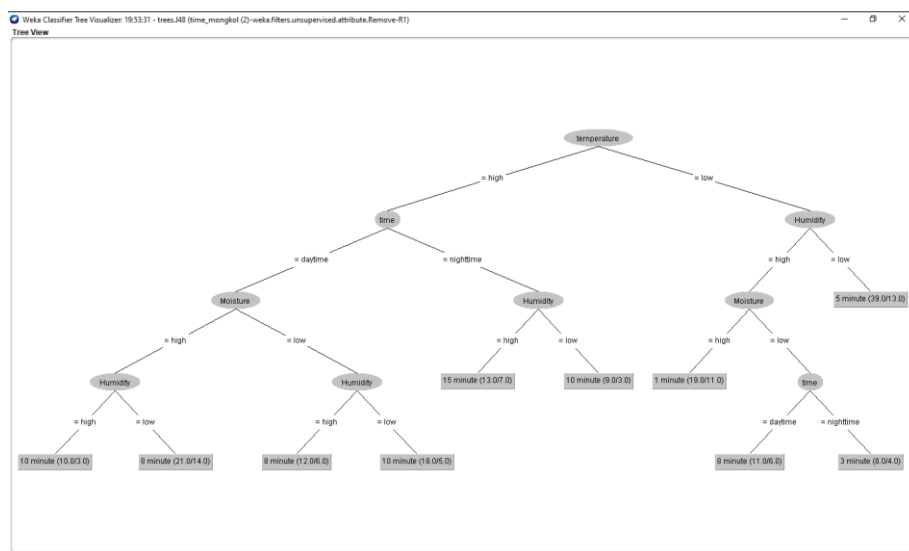 Weka Classifier Tree Visualizer: 19:53:31 - trees.J48 (time_mongkol (2)-weka.filters.unsupervised.attribute.Remove-R1)
Tree View
temperature
= high
= low
time
Humidity
= daytime
= nighttime
= high
= low
Moisture
Humidity
Moisture
5 minute (39.0/13.0)
= high
= low
= high
= low
= high
= low
Humidity
Humidity
15 minute (13.0/7.0)
10 minute (9.0/3.0)
1 minute (19.0/11.0)
time
= high
= low
= high
= low
= daytime
= nighttime
10 minute (10.0/3.0)
8 minute (21.0/14.0)
8 minute (12.0/6.0)
10 minute (18.0/5.0)
8 minute (11.0/6.0)
3 minute (8.0/4.0)